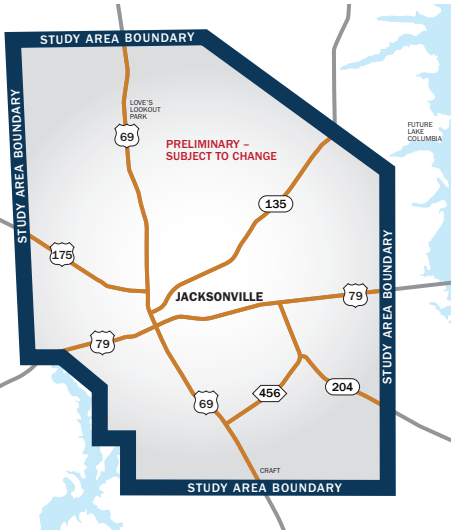 STUDY AREA BOUNDARY
LOVE'S
LOOKOUT
PARK
69
FUTURE
LAKE
COLUMBIA
PRELIMINARY –
SUBJECT TO CHANGE
STUDY AREA BOUNDARY
135
175
JACKSONVILLE
79
STUDY AREA BOUNDARY
79
204
456
69
CRAFT
STUDY AREA BOUNDARY